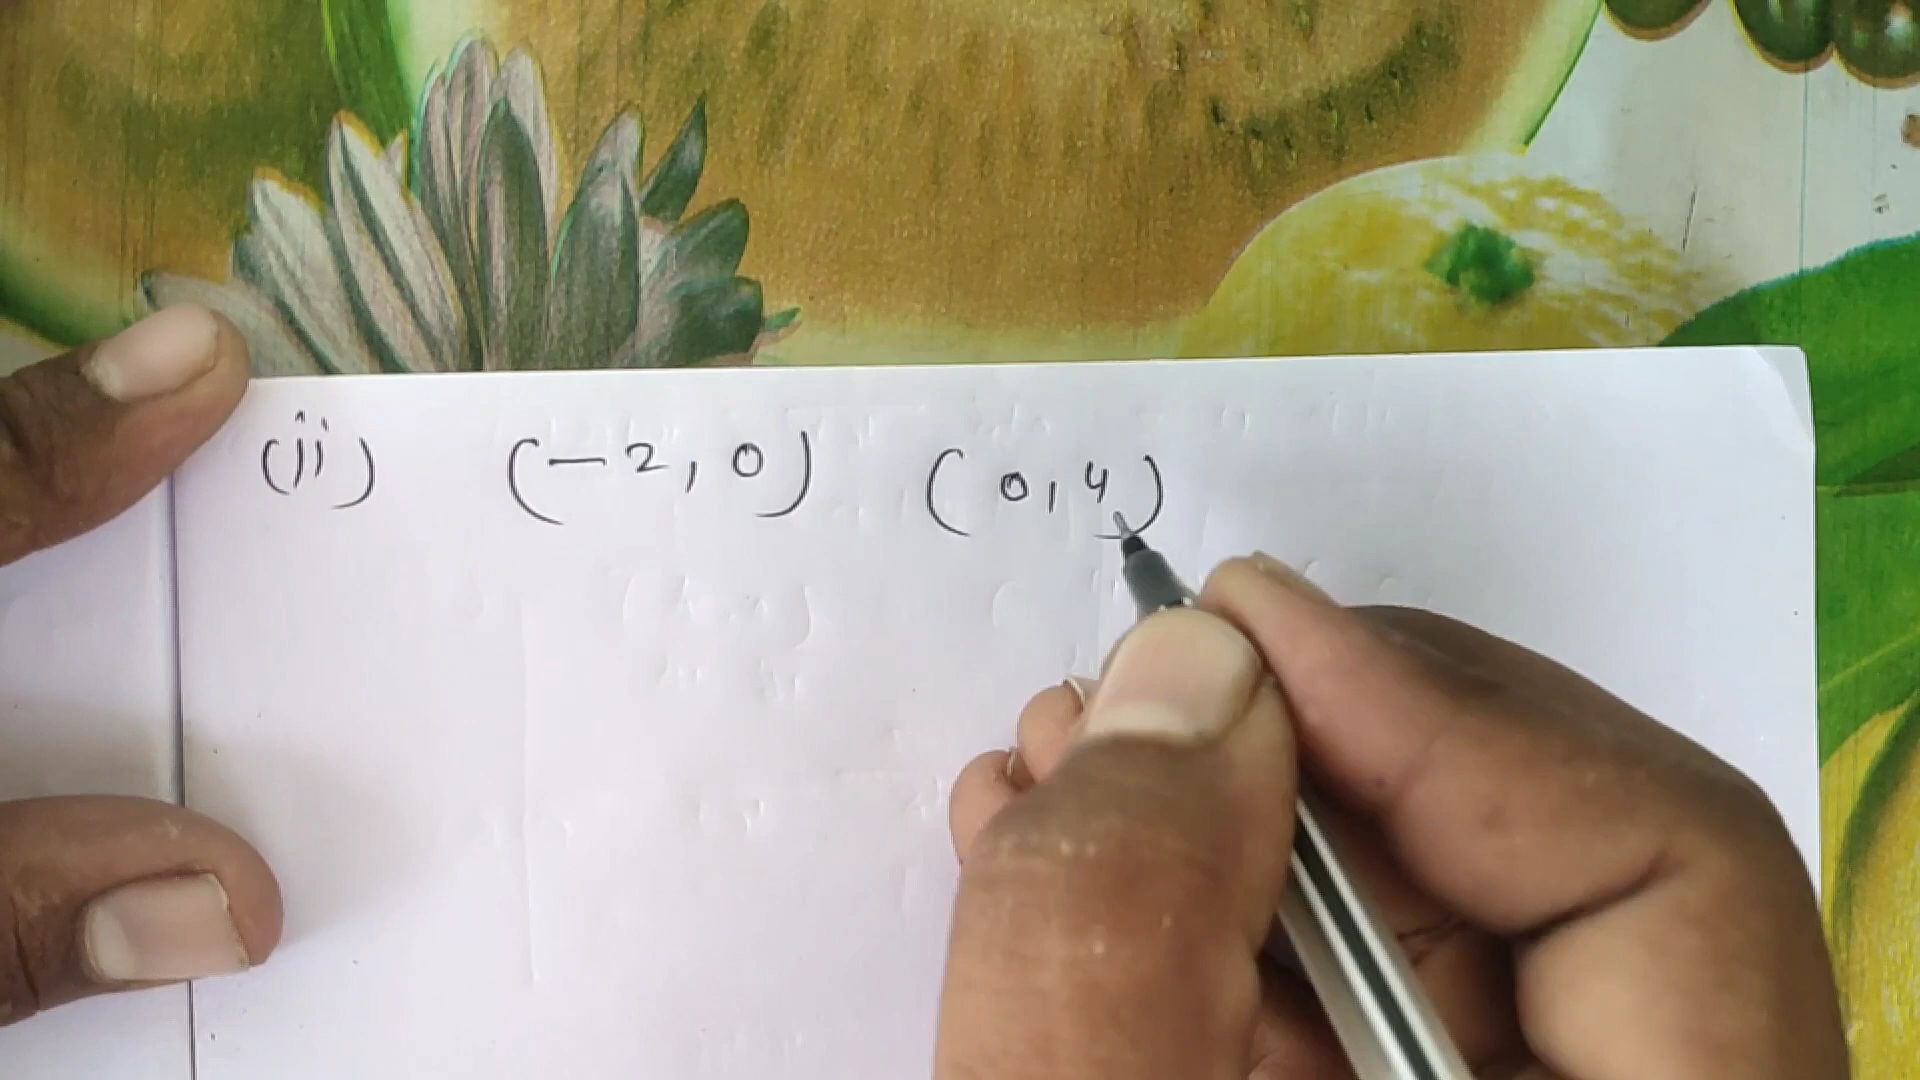 (ii) (-2, 0) (0, 4)